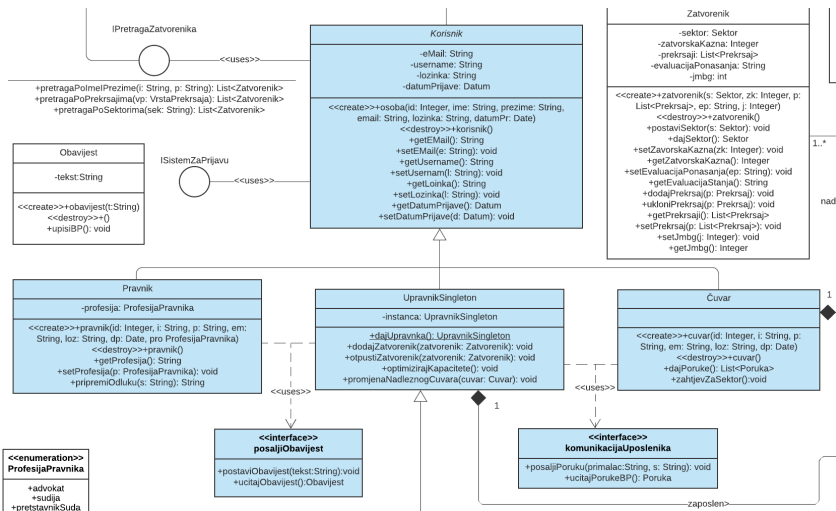 IPretragaZatvorenika
<<uses>>
+pretragaPoImeIPrezime(i: String, p: String): List<Zatvorenik>
+pretragaPoPrekrsajima(vp: VrstaPrekrsaja): List<Zatvorenik>
+pretragaPoSektorima(sek: String): List<Zatvorenik>
Korisnik
-eMail: String
-username: String
-lozinka: String
-datumPrijave: Datum
<<create>>+osoba(id: Integer, ime: String, prezime: String,
email: String, lozinka: String, datumPr: Date)
<<destroy>>+korisnik()
+getEMail(): String
+setEMail(e: String): void
+getUsername(): String
+setUsernam(l: String): void
+getLoinka(): String
+setLozinka(l: String): void
+getDatumPrijave(): Datum
+setDatumPrijave(d: Datum): void
Zatvorenik
-sektor: Sektor
-zatvorskaKazna: Integer
-prekrsaji: List<Prekrsaj>
-evaluacijaPonasanja: String
-jmbg: int
<<create>+zatvorenik(s: Sektor, zk: Integer, p:
List<Prekrsaj>, ep: String, j: Integer)
<<destroy>>+zatvorenik()
+postaviSektor(s: Sektor): void
+dajSektor(): Sektor
+setZavorskaKazna(zk: Integer): void
+getZatvorskaKazna(): Integer
+setEvaluacijaPonasanja(ep: String): void
+getEvaluacijaStanja(): String
+dodajPrekrsaj(p: Prekrsaj): void
+ukloniPrekrsaj(p: Prekrsaj): void
+getPrekrsaji(): List<Prekrsaj>
+setPrekrsaj(p: List<Prekrsaj>): void
+setJmbg(j: Integer): void
+getJmbg(): Integer
1..*
nad
Obavijest
-tekst:String
<<create>>+obavijest(t:String)
<<destroy>>+()
+upisiBP(): void
ISistemZaPrijavu
<<uses>>
Pravnik
-profesija: ProfesijaPravnika
<<create>>+pravnik(id: Integer, i: String, p: String, em:
String, loz: String, dp: Date, pro ProfesijaPravnika)
<<destroy>>+pravnik()
+getProfesija(): String
+setProfesija(p: ProfesijaPravnika): void
+pripremiOdluku(s: String): String
UpravnikSingleton
-instanca: UpravnikSingleton
+dajUpravnka(): UpravnikSingleton
+dodajZatvorenik(zatvorenik: Zatvorenik): void
+otpustiZatvorenik(zatvorenik: Zatvorenik): void
+optimizirajKapacitete(): void
+promjenaNadleznogCuvara(cuvar: Cuvar): void
Čuvar
<<create>>+cuvar(id: Integer, i: String, p:
String, em: String, loz: String, dp: Date)
<<destroy>>+cuvar()
+dajPoruke(): List<Poruka>
+zahtjevZaSektor():void
1
<<uses>>
<<uses>>
1
<<interface>>
posaljiObavijest
+postaviObavijest(tekst:String):void
+ucitajObavijest():Obavijest
<<interface>>
komunikacijaUposlenika
+posaljiPoruku(primalac:String, s: String): void
+ucitajPorukeBP(): Poruka
<<enumeration>>
ProfesijaPravnika
+advokat
+sudija
+pretstavnikSuda
zaposlen>